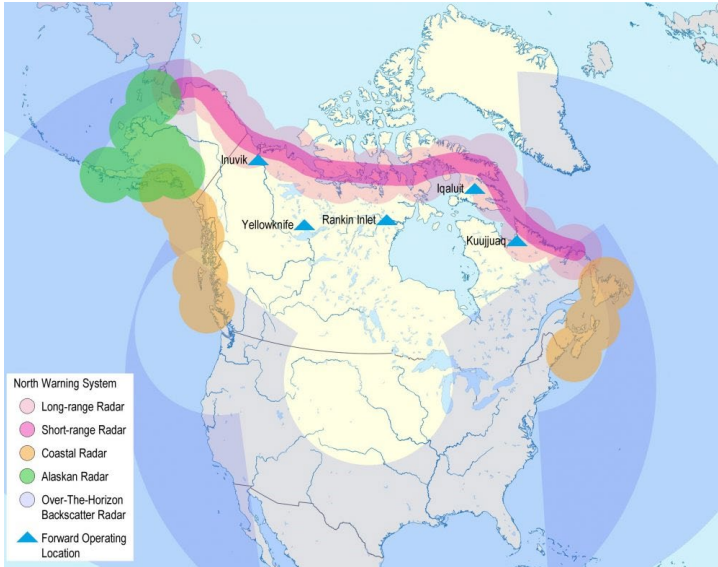 Inuvik
Iqaluit
Yellowknife
Rankin Inlet
Kuujjuaq
North Warning System
Long-range Radar
Short-range Radar
Coastal Radar
Alaskan Radar
Over-The-Horizon
Backscatter Radar
Forward Operating
Location